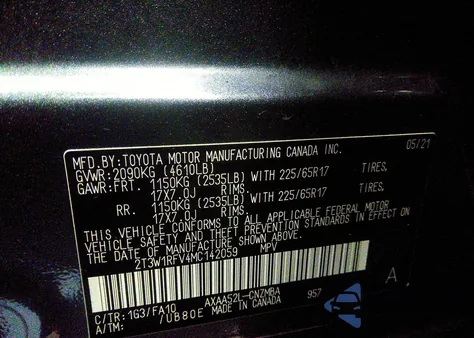 MFD.BY:TOYOTA MOTOR MANUFACTURING CANADA INC. 05/21
GVWR:2090KG (4610LB)
GAWR:FRT. 1150KG (2535LB) WITH 225/65R17 TIRES,
17X7.0J RIMS.
RR. 1150KG (2535LB) WITH 225/65R17 TIRES,
17X7.0J RIMS.
THIS VEHICLE CONFORMS TO ALL APPLICABLE FEDERAL MOTOR
VEHICLE SAFETY AND THEFT PREVENTION STANDARDS IN EFFECT ON
THE DATE OF MANUFACTURE SHOWN ABOVE.
2T3W1RFV4MC142059 MPV
A
C/TR:1G3/FA10 AXAA52L-CNZMBA 957
A/TM: /UB80E MADE IN CANADA